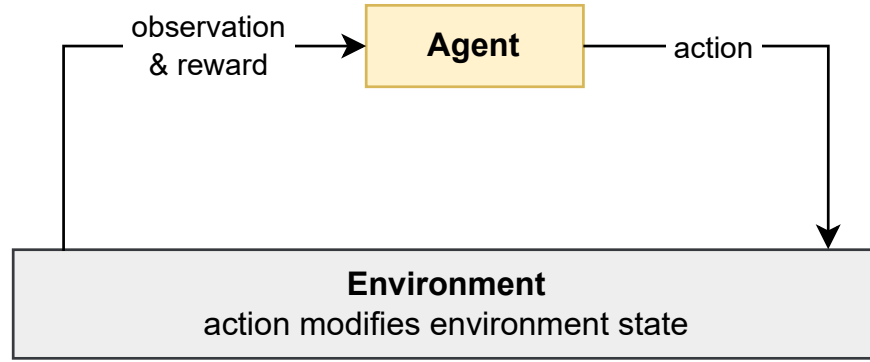 observation
& reward
Agent
action
Environment
action modifies environment state